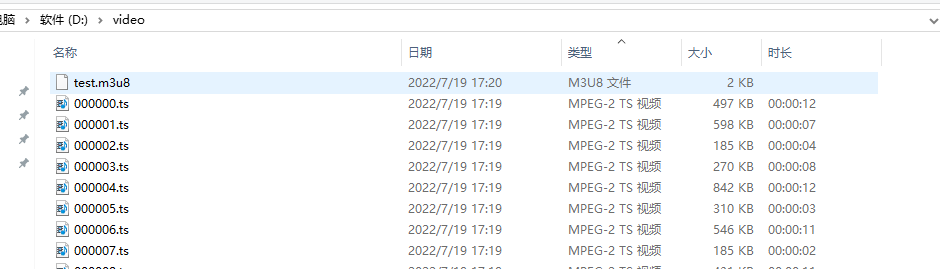 电脑 › 软件 (D:) › video
名称 日期 类型 大小 时长
test.m3u8 2022/7/19 17:20 M3U8 文件 2 KB
000000.ts 2022/7/19 17:19 MPEG-2 TS 视频 497 KB 00:00:12
000001.ts 2022/7/19 17:19 MPEG-2 TS 视频 598 KB 00:00:07
000002.ts 2022/7/19 17:19 MPEG-2 TS 视频 185 KB 00:00:04
000003.ts 2022/7/19 17:19 MPEG-2 TS 视频 270 KB 00:00:08
000004.ts 2022/7/19 17:19 MPEG-2 TS 视频 842 KB 00:00:12
000005.ts 2022/7/19 17:19 MPEG-2 TS 视频 310 KB 00:00:03
000006.ts 2022/7/19 17:19 MPEG-2 TS 视频 546 KB 00:00:11
000007.ts 2022/7/19 17:19 MPEG-2 TS 视频 185 KB 00:00:02